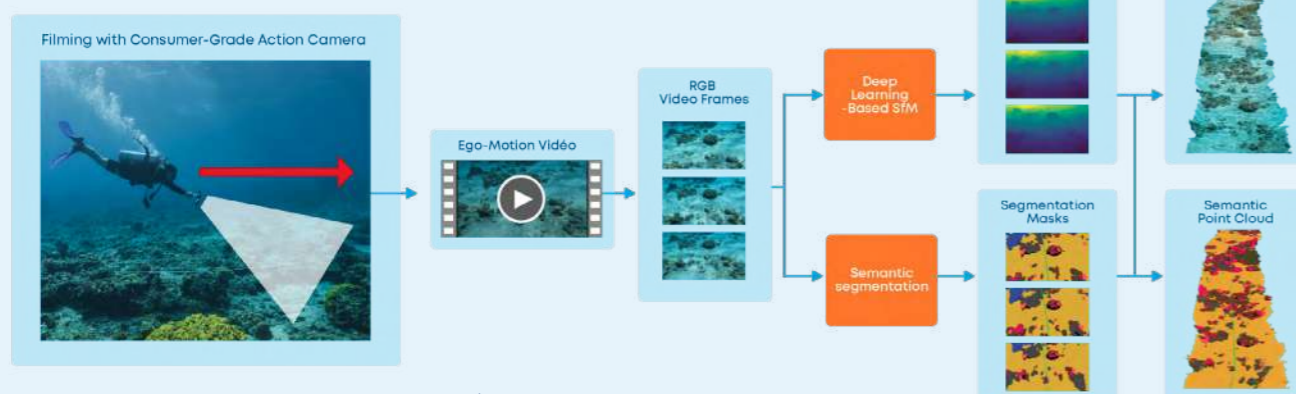 Filming with Consumer-Grade Action Camera
Ego-Motion Vidéo
RGB
Video Frames
Deep
Learning
-Based SfM
Semantic
segmentation
Segmentation
Masks
Semantic
Point Cloud